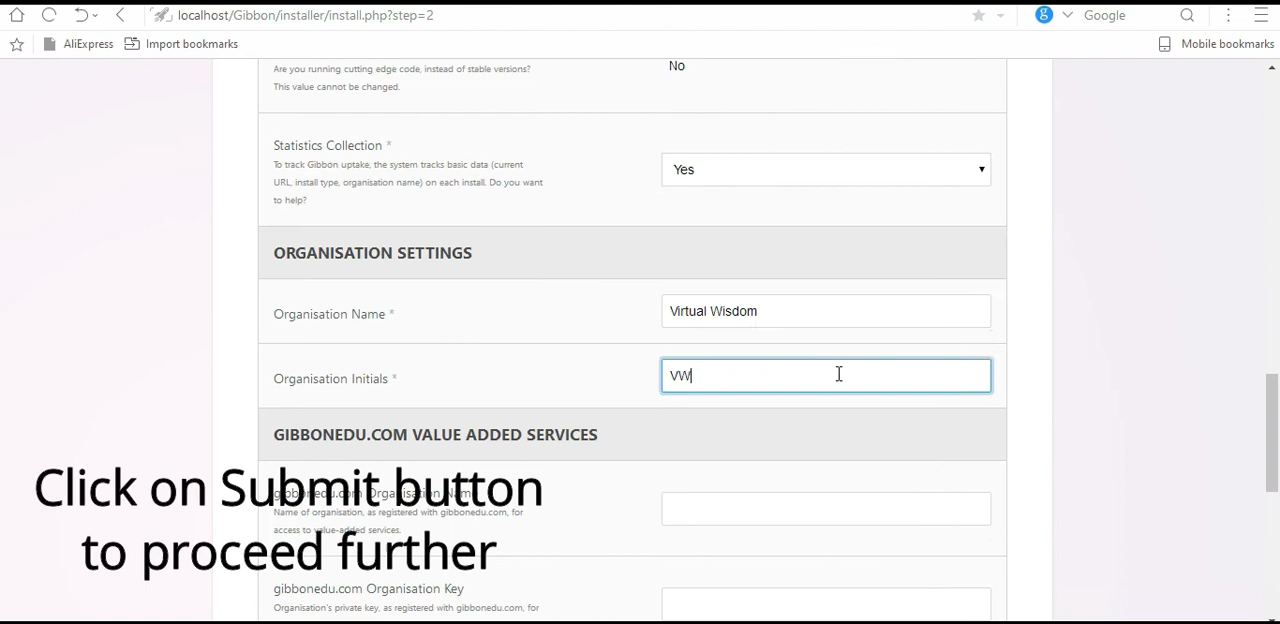 localhost/Gibbon/installer/install.php?step=2
Google
AliExpress
Import bookmarks
Mobile bookmarks
Are you running cutting edge code, instead of stable versions?
This value cannot be changed.
No
Statistics Collection *
To track Gibbon uptake, the system tracks basic data (current
URL, install type, organisation name) on each install. Do you want
to help?
Yes
ORGANISATION SETTINGS
Organisation Name *
Virtual Wisdom
Organisation Initials *
VW
GIBBONEDU.COM VALUE ADDED SERVICES
gibbonedu.com Organisation Name
Name of organisation, as registered with gibbonedu.com, for
access to value-added services.
Click on Submit button
to proceed further
gibbonedu.com Organisation Key
Organisation's private key, as registered with gibbonedu.com, for